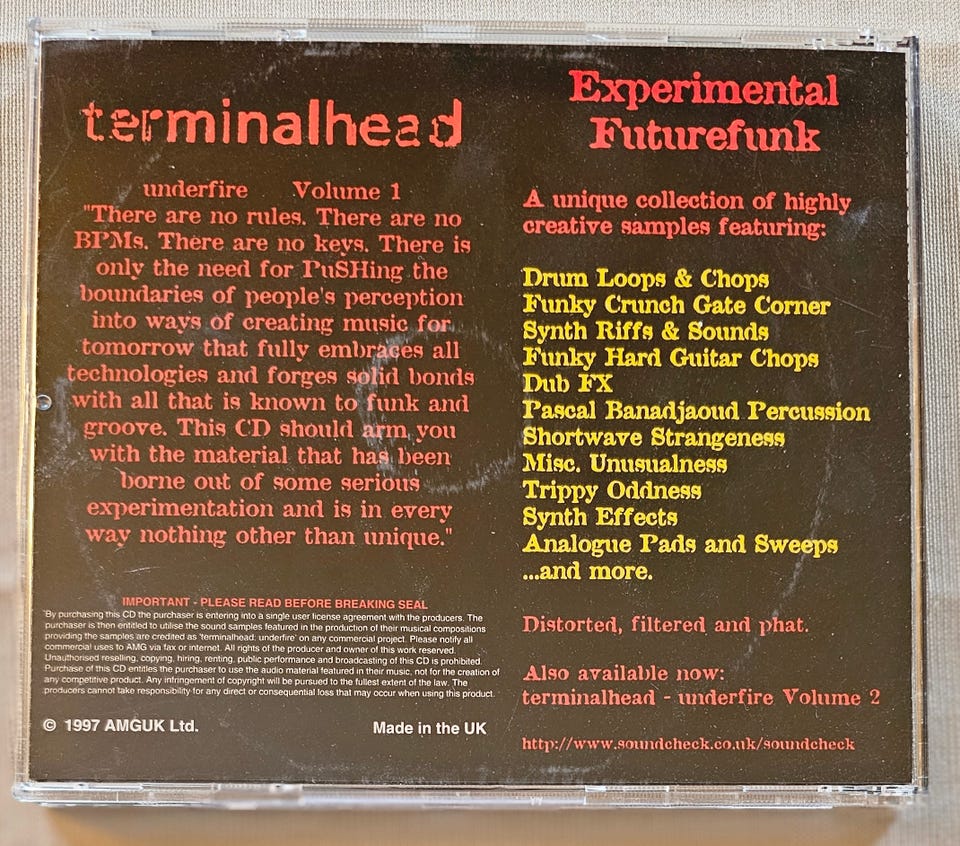 terminalhead
underfire Volume 1
"There are no rules. There are no
BPMs. There are no keys. There is
only the need for PuSHing the
boundaries of people's perception
into ways of creating music for
tomorrow that fully embraces all
technologies and forges solid bonds
with all that is known to funk and
groove. This CD should arm you
with the material that has been
borne out of some serious
experimentation and is in every
way nothing other than unique."
IMPORTANT - PLEASE READ BEFORE BREAKING SEAL
"By purchasing this CD the purchaser is entering into a single user license agreement with the producers. The
purchaser is then entitled to utilise the sound samples featured in the production of their musical compositions
providing the samples are credited as 'terminalhead: underfire' on any commercial project. Please notify all
commercial uses to AMG via fax or internet. All rights of the producer and owner of this work reserved.
Unauthorised reselling, copying, hiring, renting, public performance and broadcasting of this CD is prohibited.
Purchase of this CD entitles the purchaser to use the audio material featured in their music, not for the creation of
any competitive product. Any infringement of copyright will be pursued to the fullest extent of the law. The
producers cannot take responsibility for any direct or consequential loss that may occur when using this product.
© 1997 AMGUK Ltd. Made in the UK
Experimental
Futurefunk
A unique collection of highly
creative samples featuring:
Drum Loops & Chops
Funky Crunch Gate Corner
Synth Riffs & Sounds
Funky Hard Guitar Chops
Dub FX
Pascal Banadjaoud Percussion
Shortwave Strangeness
Misc. Unusualness
Trippy Oddness
Synth Effects
Analogue Pads and Sweeps
...and more.
Distorted, filtered and phat.
Also available now:
terminalhead - underfire Volume 2
http://www.soundcheck.co.uk/soundcheck